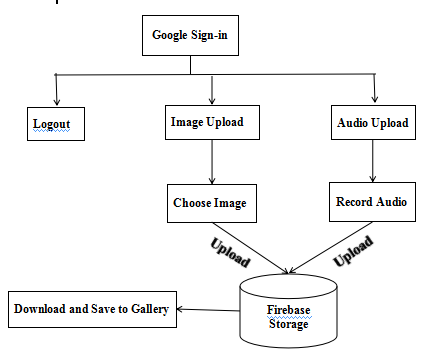 Google Sign-in
Logout
Image Upload
Audio Upload
Choose Image
Record Audio
Upload
Upload
Download and Save to Gallery
Firebase
Storage